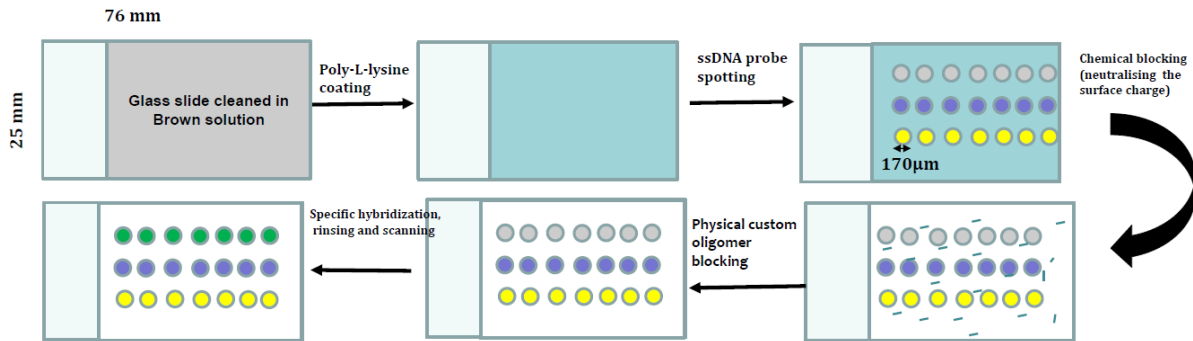 76 mm
25 mm
Glass slide cleaned in
Brown solution
Poly-L-lysine
coating
ssDNA probe
spotting
170µm
Chemical blocking
(neutralising the
surface charge)
Specific hybridization,
rinsing and scanning
Physical custom
oligomer
blocking